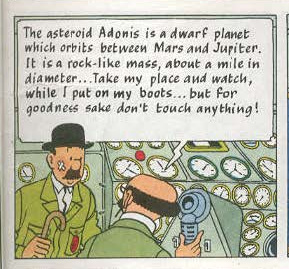 The asteroid Adonis is a dwarf planet
which orbits between Mars and Jupiter.
It is a rock-like mass, about a mile in
diameter...Take my place and watch,
while I put on my boots... but for
goodness sake don't touch anything!